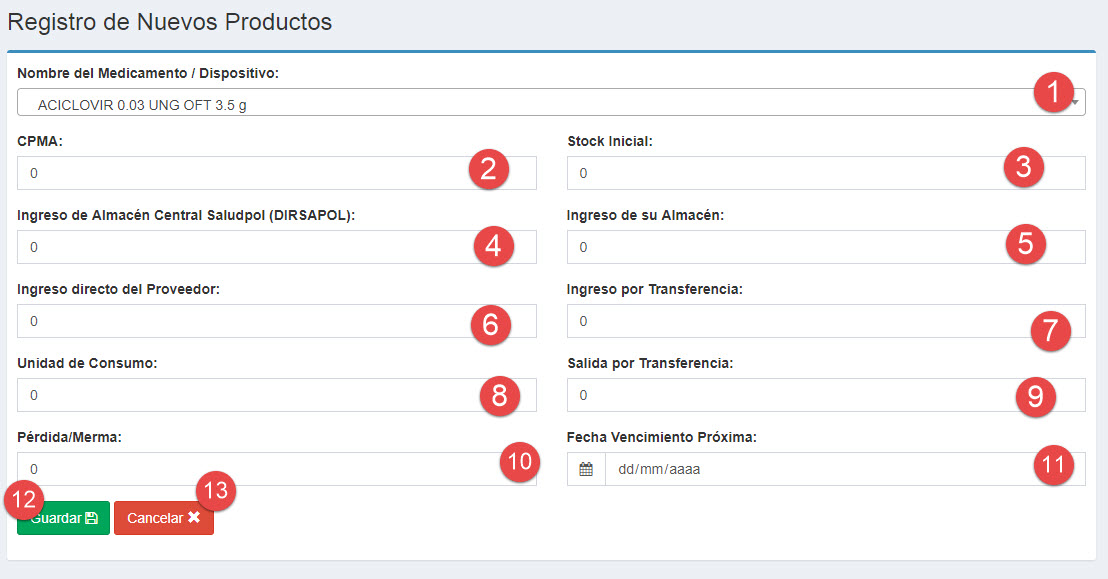 Registro de Nuevos Productos
Nombre del Medicamento / Dispositivo:
ACICLOVIR 0.03 UNG OFT 3.5 g 1
CPMA: Stock Inicial:
0 2 0 3
Ingreso de Almacén Central Saludpol (DIRSAPOL): Ingreso de su Almacén:
0 4 0 5
Ingreso directo del Proveedor: Ingreso por Transferencia:
0 6 0 7
Unidad de Consumo: Salida por Transferencia:
0 8 0 9
Pérdida/Merma: Fecha Vencimiento Próxima:
0 10 dd/mm/aaaa 11
12 13
Guardar Cancelar